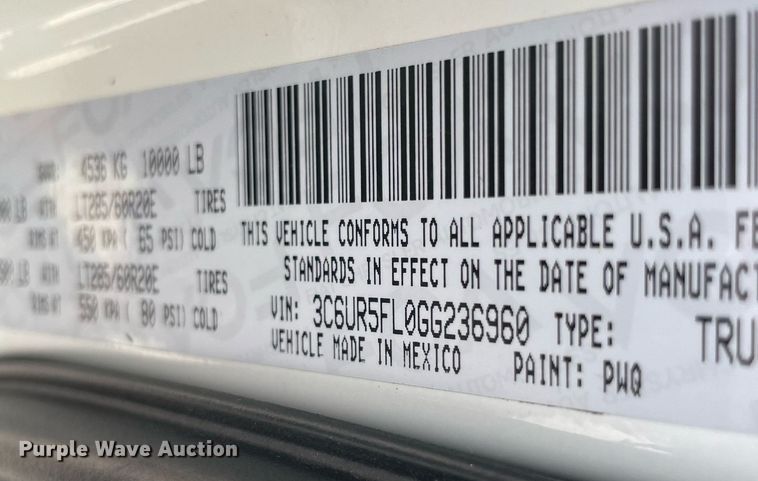 4536 KG 10000 LB
LT285/60R20E TIRES
450 KPA ( 65 PSI) COLD
LT285/60R20E TIRES
550 KPA ( 80 PSI) COLD
THIS VEHICLE CONFORMS TO ALL APPLICABLE U.S.A. FE
STANDARDS IN EFFECT ON THE DATE OF MANUFACT
VIN: 3C6UR5FL0GG236960 TYPE: TRU
VEHICLE MADE IN MEXICO PAINT: PWQ
Purple Wave Auction